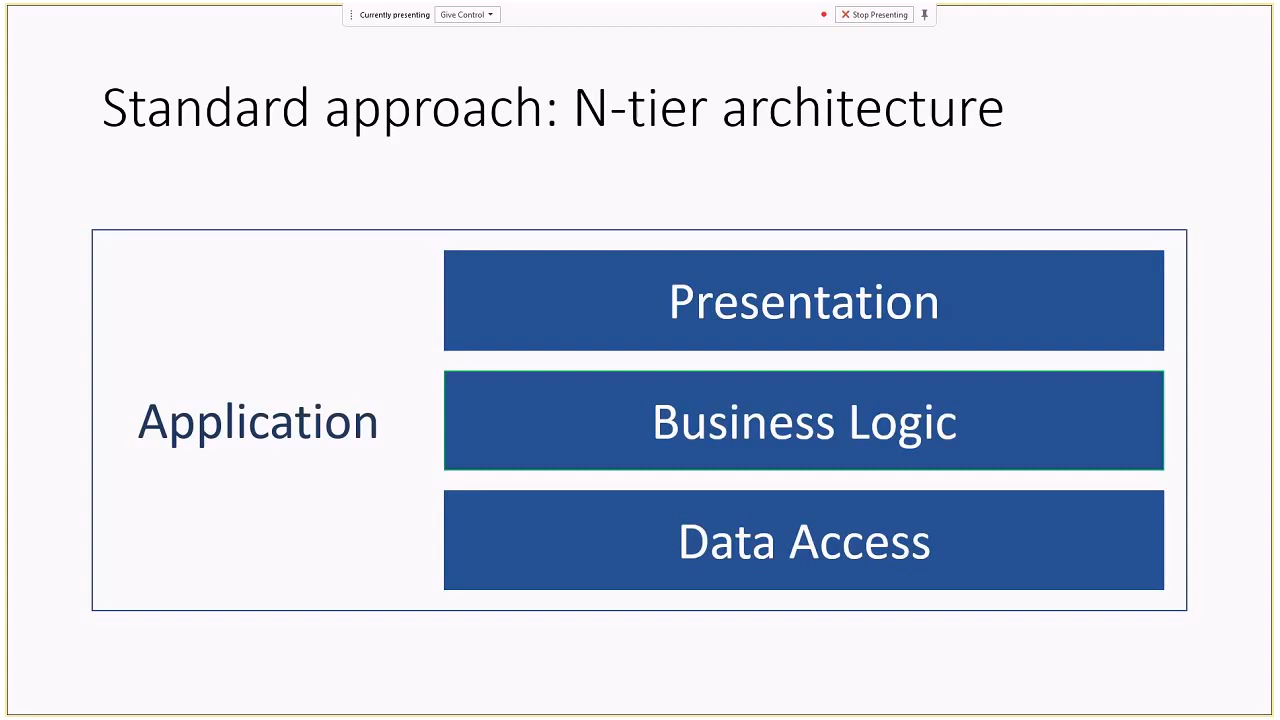 Currently presenting Give Control Stop Presenting
Standard approach: N-tier architecture
Presentation
Application Business Logic
Data Access